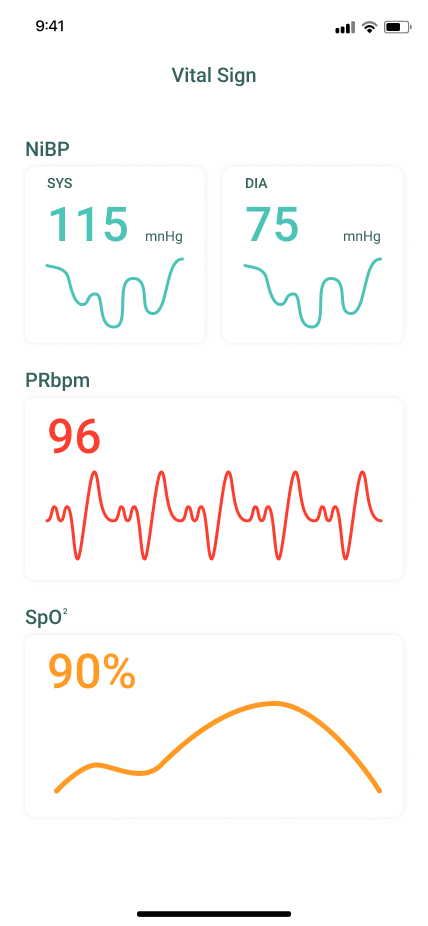 9:41
Vital Sign
NiBP
SYS
115 mnHg
DIA
75 mnHg
PRbpm
96
SpO²
90%